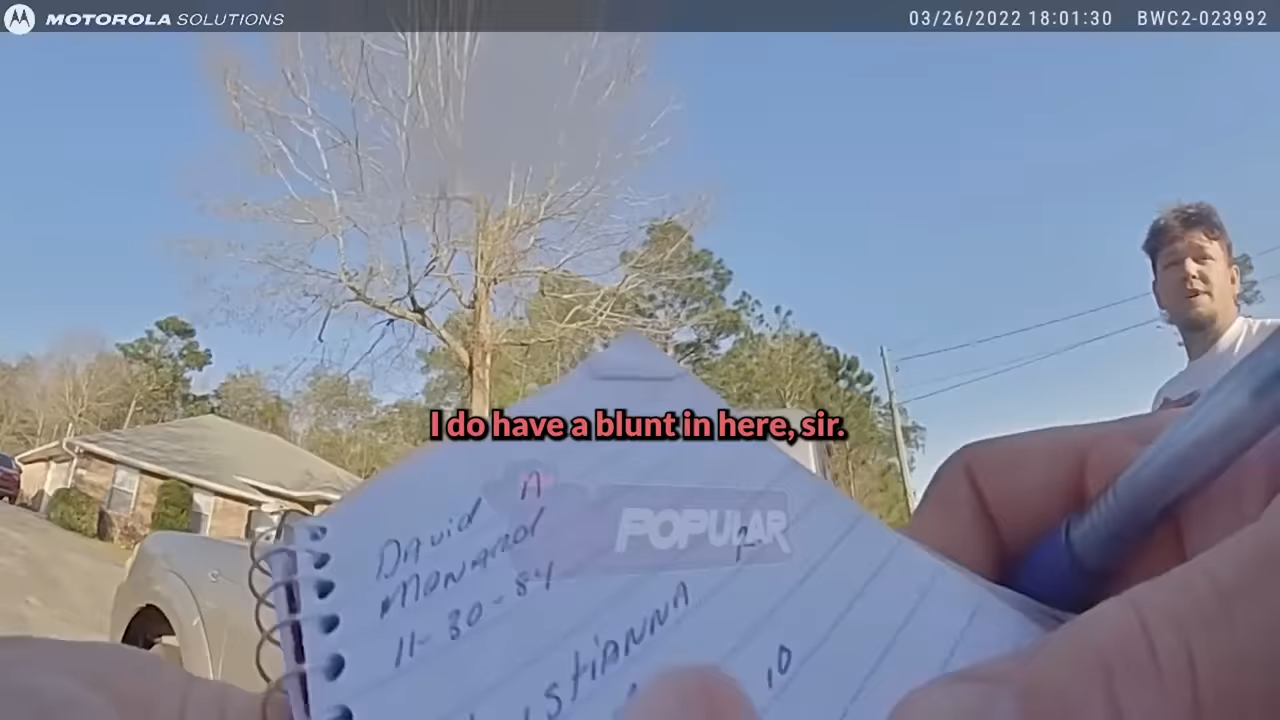 MOTOROLA SOLUTIONS
03/26/2022 18:01:30 BWC2-023992
I do have a blunt in here, sir.
POPULAR
DAvid A
11-30-84
10